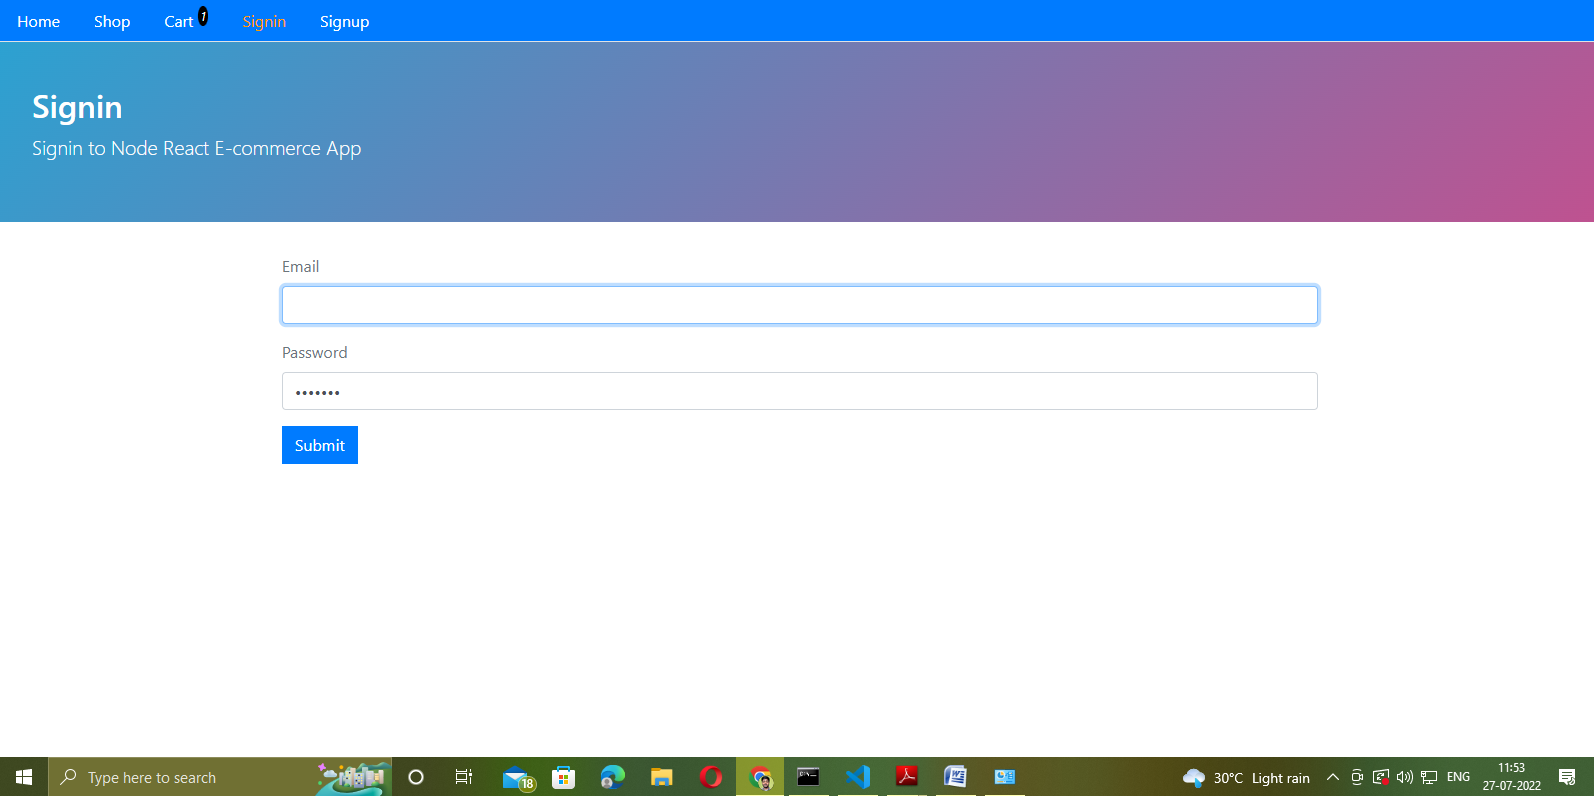 Home Shop Cart 1 Signin Signup
Signin
Signin to Node React E-commerce App
Email
Password
•••••••
Submit
Type here to search 18 30°C Light rain ENG 11:53
27-07-2022